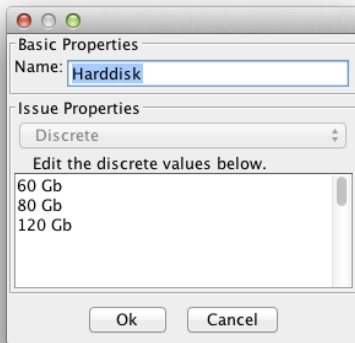 Basic Properties
Name: Harddisk
Issue Properties
Discrete
Edit the discrete values below.
60 Gb
80 Gb
120 Gb
Ok Cancel